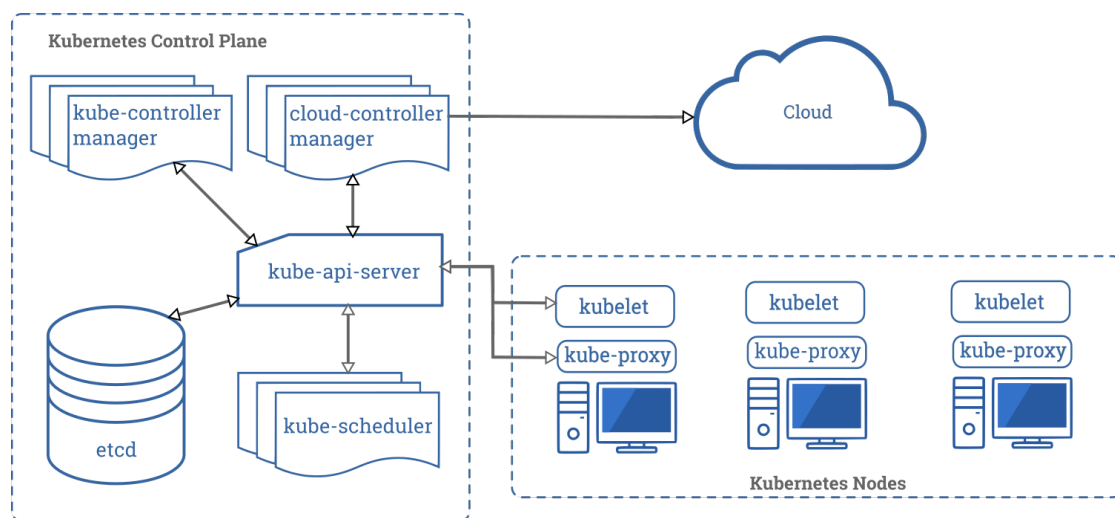 Kubernetes Control Plane
kube-controller
manager
cloud-controller
manager
Cloud
kube-api-server
etcd
kube-scheduler
kubelet
kubelet
kubelet
kube-proxy
kube-proxy
kube-proxy
Kubernetes Nodes